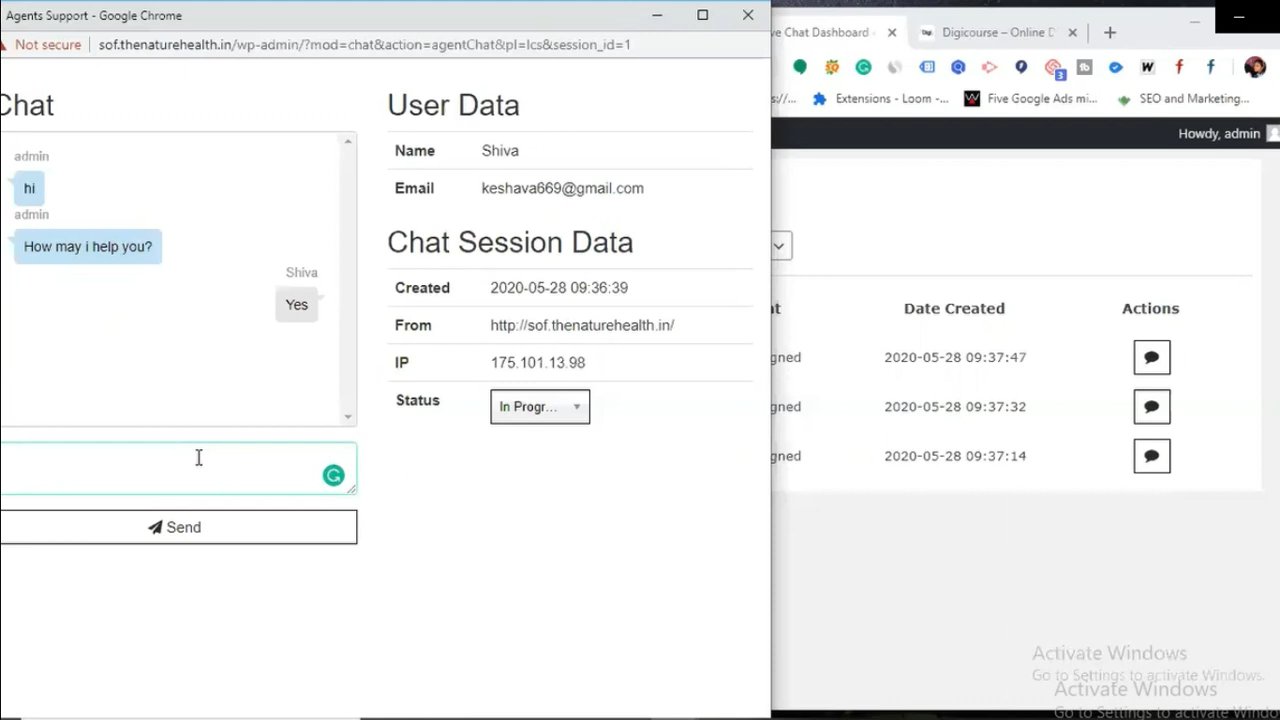 Agents Support - Google Chrome
Not secure
sof.thenaturehealth.in/wp-admin/?mod=chat&action=agentChat&pl=lcs&session_id=1
Chat
admin
hi
admin
How may i help you?
Shiva
Yes
Send
User Data
Name Shiva
Email keshava669@gmail.com
Chat Session Data
Created 2020-05-28 09:36:39
From http://sof.thenaturehealth.in/
IP 175.101.13.98
Status In Progr...
ve Chat Dashboard
Digicourse – Online D
3
s://...
Extensions - Loom -...
Five Google Ads mi...
SEO and Marketing...
Howdy, admin
Date Created Actions
gned 2020-05-28 09:37:47
gned 2020-05-28 09:37:32
gned 2020-05-28 09:37:14
Activate Windows
Go to Settings to activate Windows.
Activate Windows
Go to Settings to activate Windo